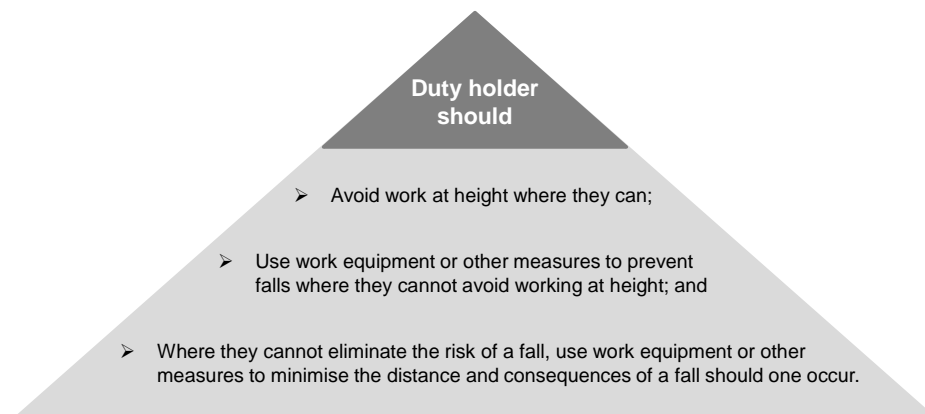 Duty holder
should
➢ Avoid work at height where they can;
➢ Use work equipment or other measures to prevent
falls where they cannot avoid working at height; and
➢ Where they cannot eliminate the risk of a fall, use work equipment or other
measures to minimise the distance and consequences of a fall should one occur.